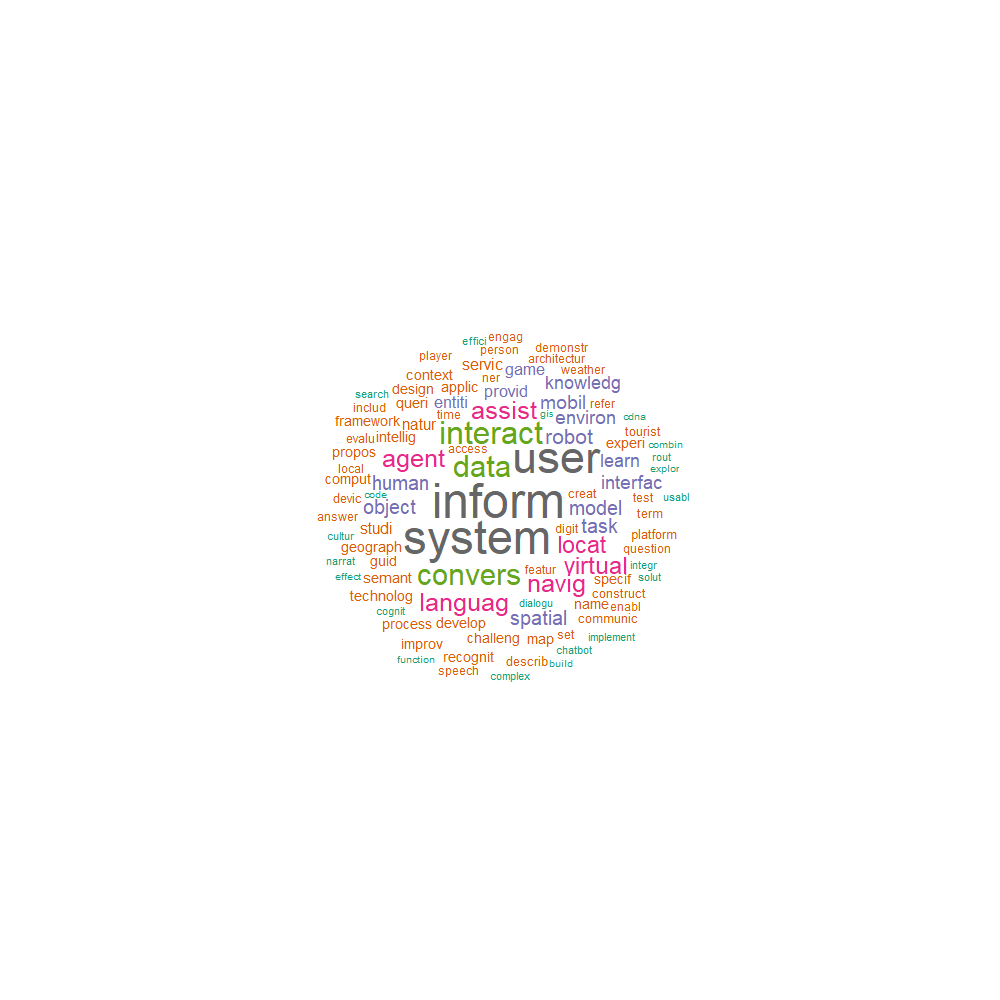 effici engag
player person demonstr
servic architectur
context ner game weather
search design applic provid knowledg
includ queri entiti assist mobil refer
framework natur time gis environ cdna
evalu intellig interact robot tourist
propos access experi combin
local agent data user learn rout
comput human explor
devic code inform creat interfac
answer object model test usabl
cultur studi digit task term
narrat geograph system platform
guid locat question
effect semant convers featur virtual integr
technolog navig specif solut
cognit languag dialogu construct
process develop spatial name enabl
improv challeng map set communic
function recognit chatbot implement
speech describ build
complex